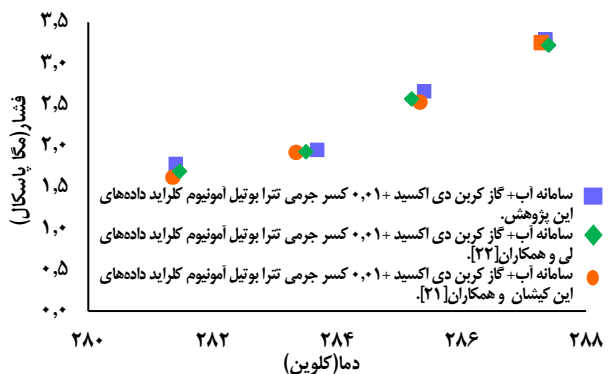 ۳٫۵
۳٫۰
۲٫۵
۲٫۰
۱٫۵
۱٫۰
۰٫۵
۰٫۰
فشار(مگا پاسکال)
سامانه آب+ گاز کربن دی اکسید +۰٫۰۱ کسر جرمی تترا بوتیل آمونیوم کلراید داده‌های
این پژوهش.
سامانه آب+ گاز کربن دی اکسید +۰٫۰۱ کسر جرمی تترا بوتیل آمونیوم کلراید داده‌های
لی و همکاران[۲۲].
سامانه آب+ گاز کربن دی اکسید +۰٫۰۱ کسر جرمی تترا بوتیل آمونیوم کلراید داده‌های
این کیشان و همکاران[۲۱].
۲۸۰ ۲۸۲ ۲۸۴ ۲۸۶ ۲۸۸
دما(کلوین)